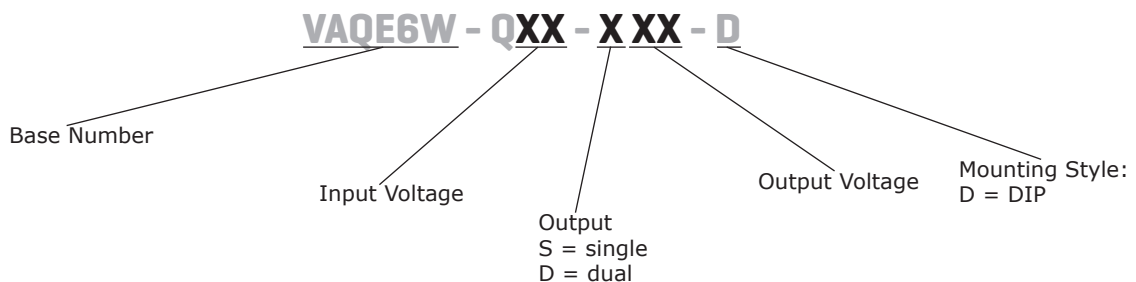 VAQE6W - QXX - X XX - D
Base Number
Input Voltage
Output
S = single
D = dual
Output Voltage
Mounting Style:
D = DIP